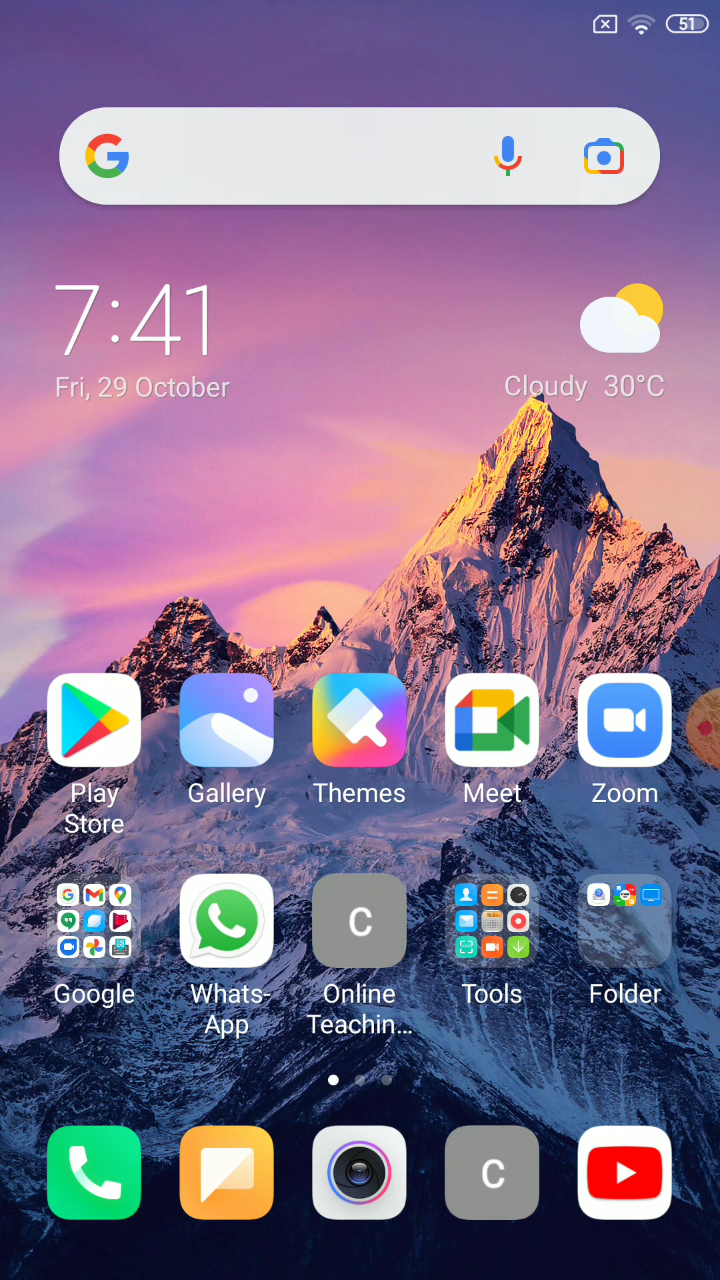 51
7:41
Fri, 29 October
Cloudy 30°C
Play Store
Gallery
Themes
Meet
Zoom
Google
Whats-
App
C
Online
Teachin...
Tools
Folder
C